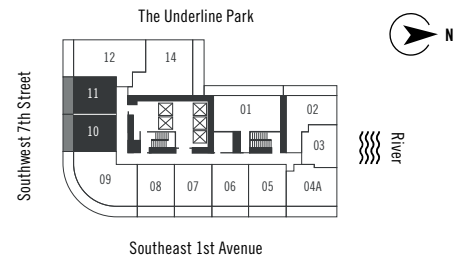 The Underline Park
N
12
14
11
01
02
10
03
River
Southwest 7th Street
09
08
07
06
05
04A
Southeast 1st Avenue